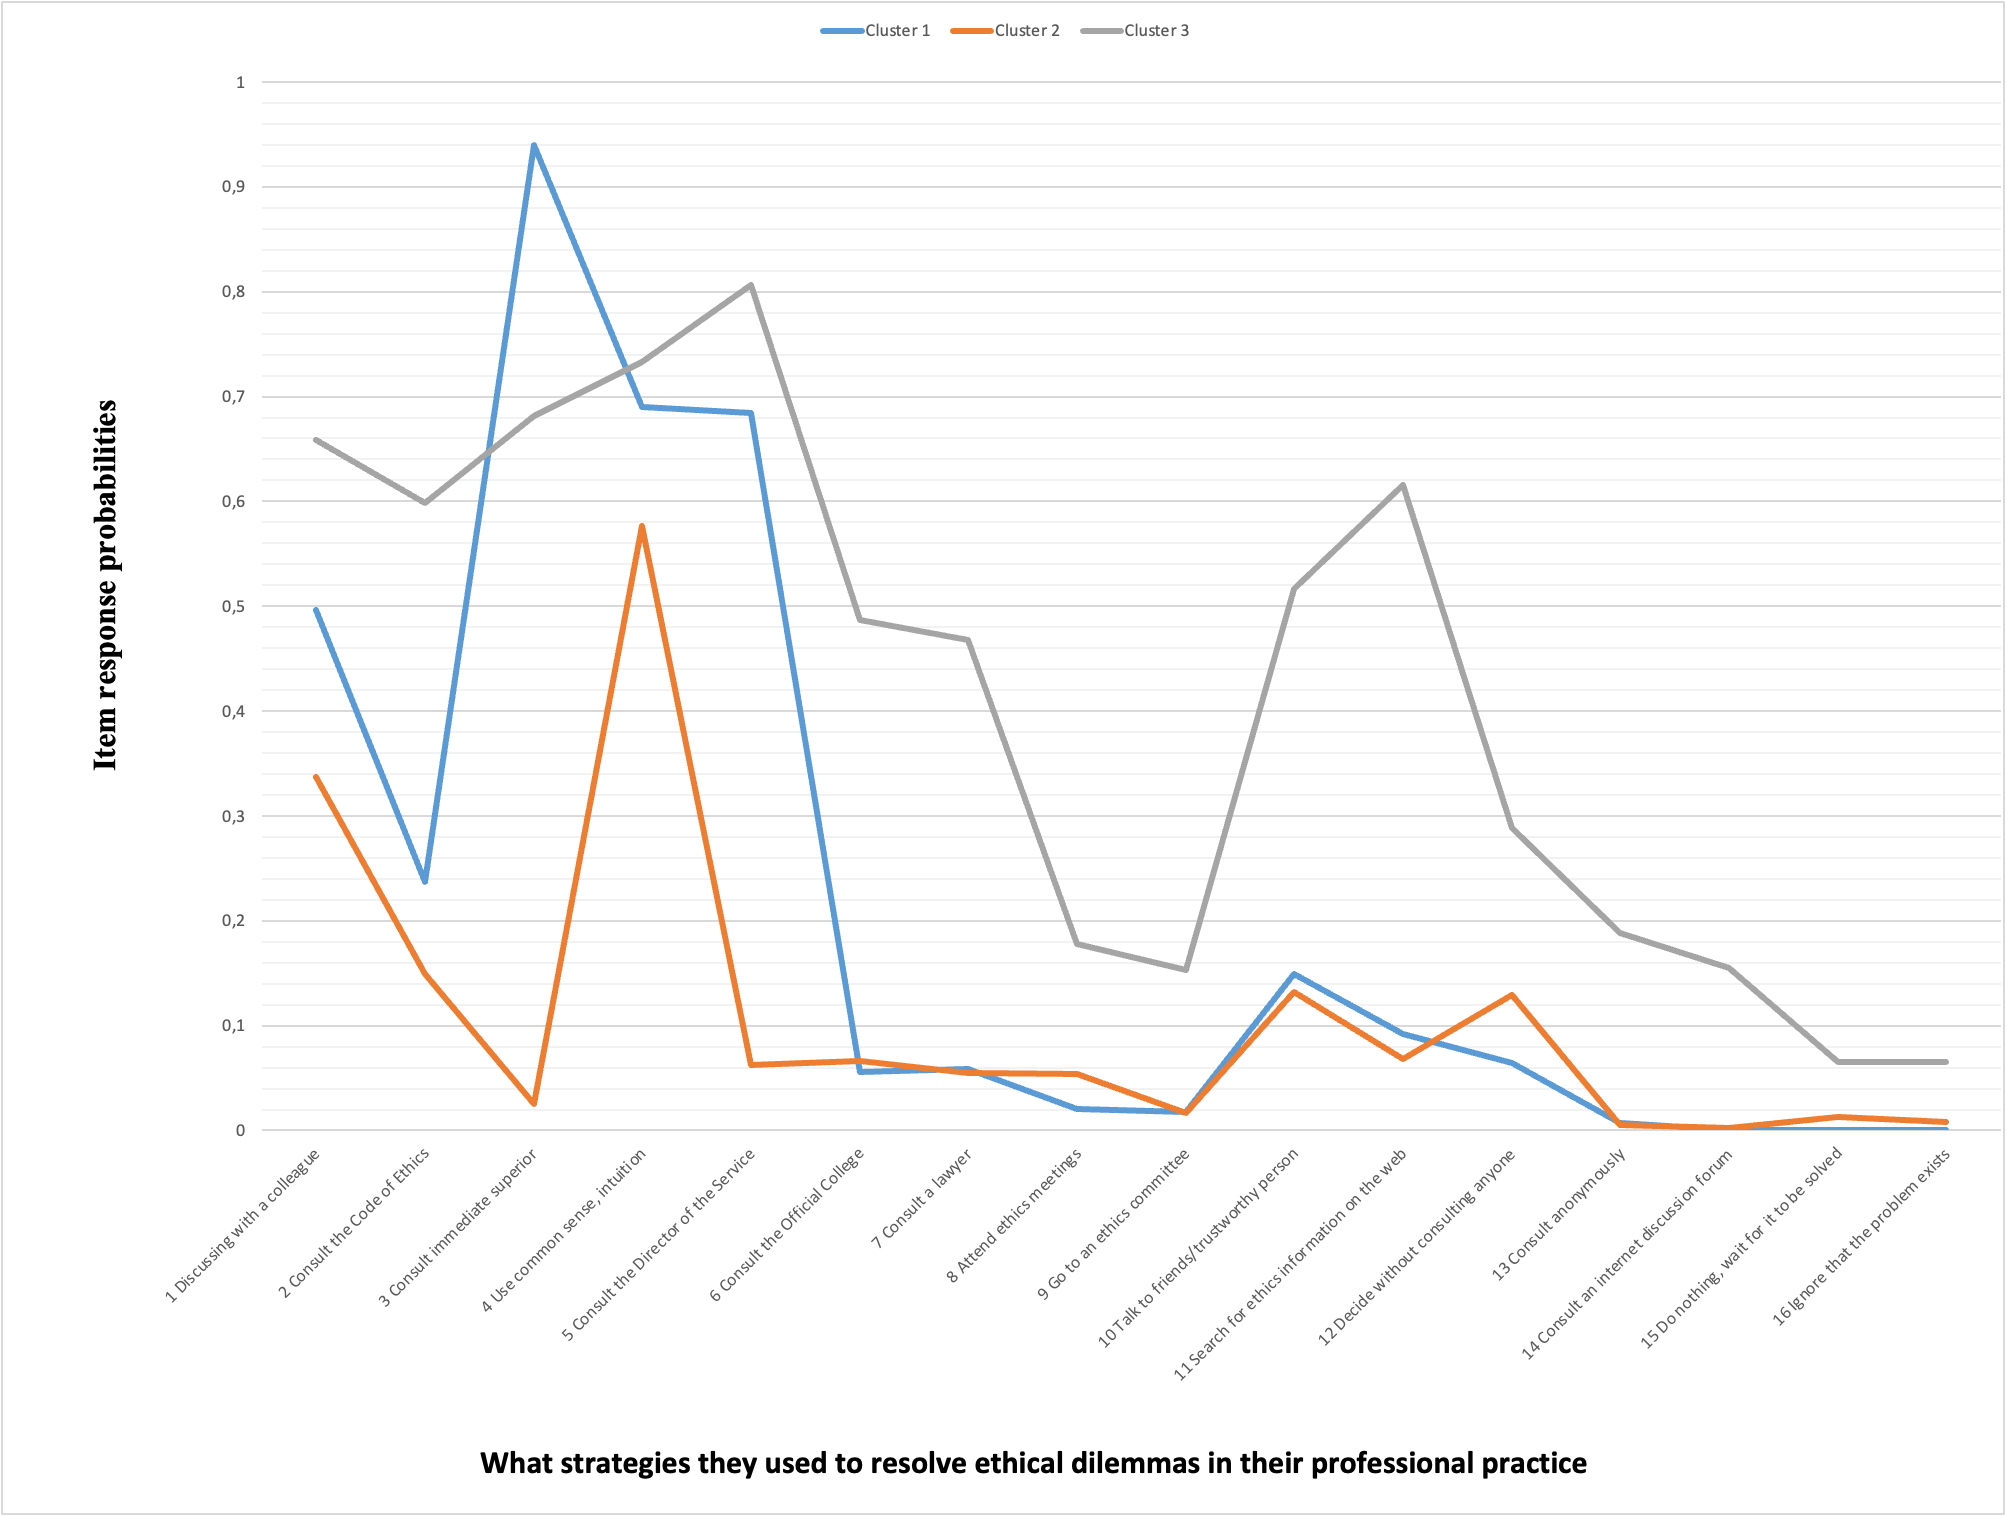 Cluster 1 Cluster 2 Cluster 3
Item response probabilities
1
0,9
0,8
0,7
0,6
0,5
0,4
0,3
0,2
0,1
0
1 Discussing with a colleague
2 Consult the Code of Ethics
3 Consult immediate superior
4 Use common sense, intuition
5 Consult the Director of the Service
6 Consult the Official College
7 Consult a lawyer
8 Attend ethics meetings
9 Go to an ethics committee
10 Talk to friends/trustworthy person
11 Search for ethics information on the web
12 Decide without consulting anyone
13 Consult anonymously
14 Consult an internet discussion forum
15 Do nothing, wait for it to be solved
16 Ignore that the problem exists
What strategies they used to resolve ethical dilemmas in their professional practice